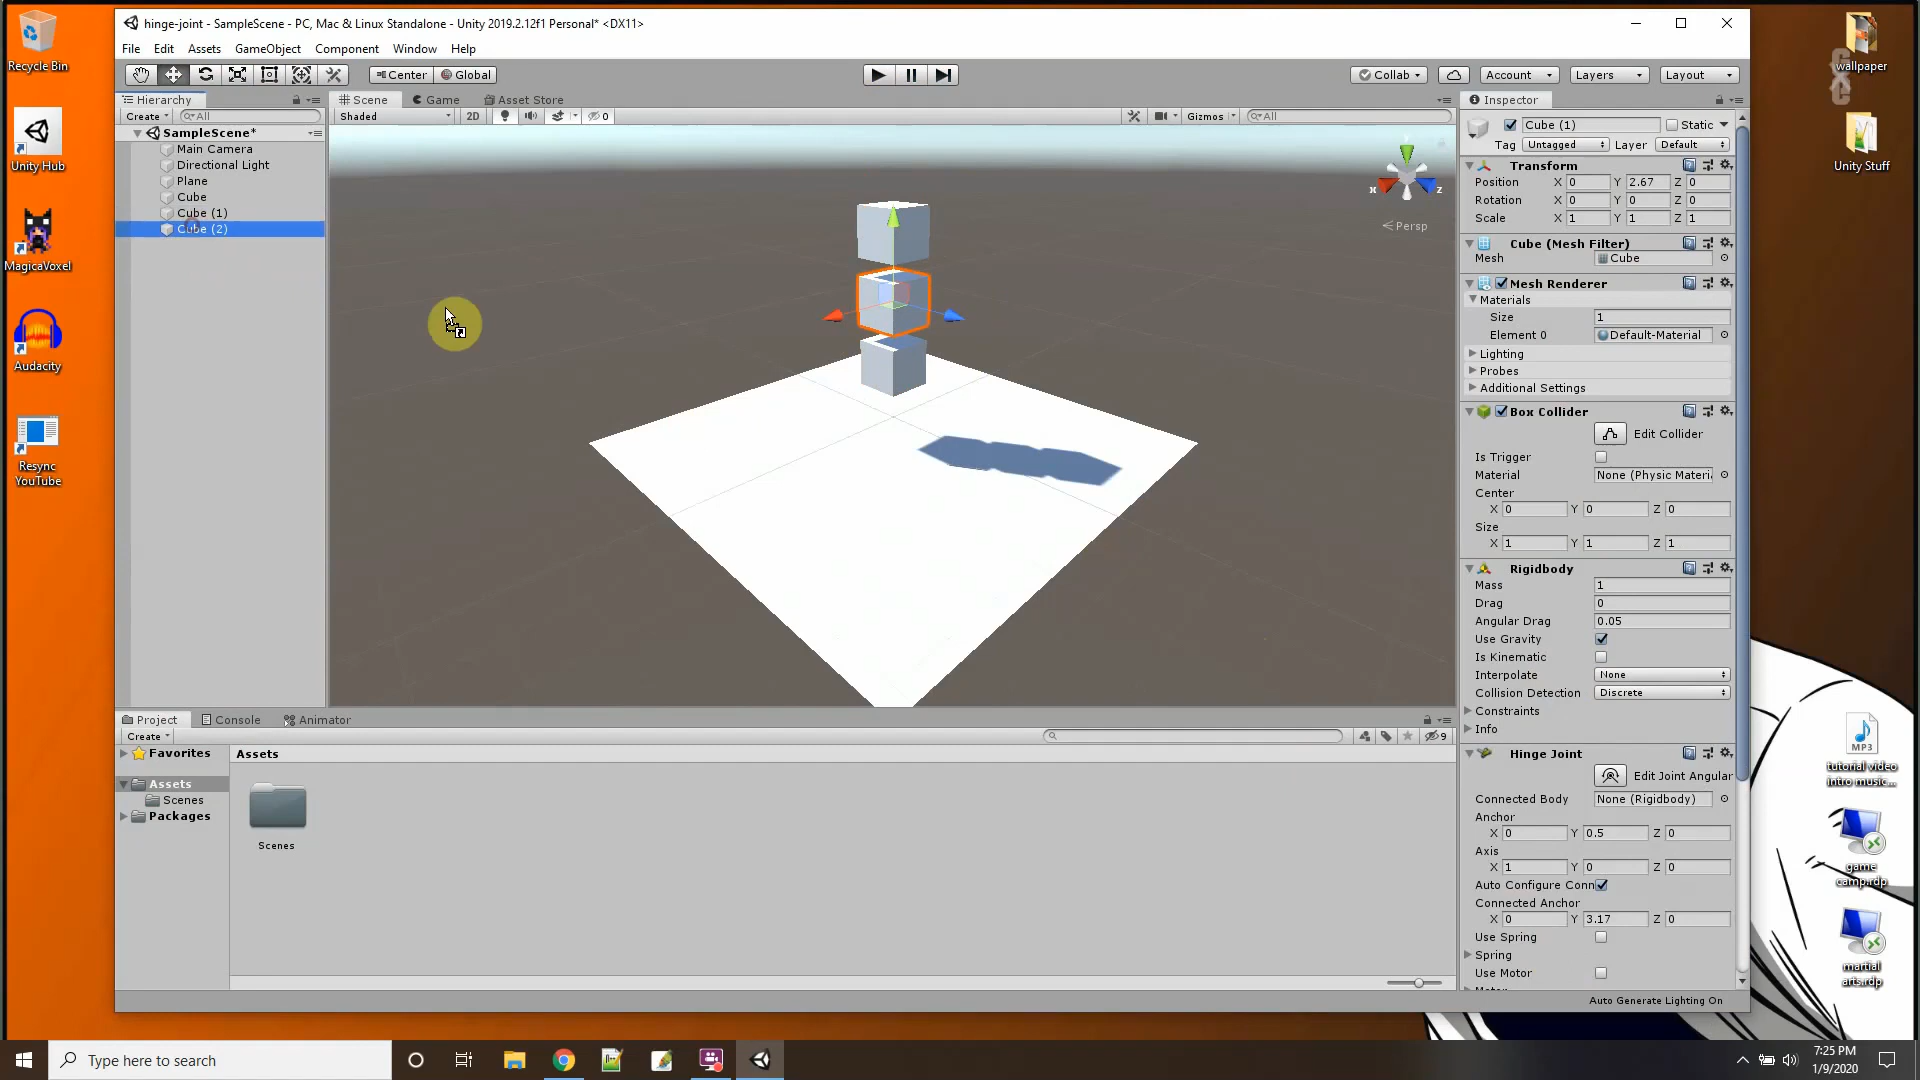 hinge-joint - SampleScene - PC, Mac & Linux Standalone - Unity 2019.2.12f1 Personal* <DX11>
File Edit Assets GameObject Component Window Help
Center Global
Collab Account Layers Layout
Hierarchy
Create All
SampleScene*
Main Camera
Directional Light
Plane
Cube
Cube (1)
Cube (2)
Scene Game Asset Store
Shaded 2D 0 Gizmos All
y
x z
Persp
Inspector
Cube (1) Static
Tag Untagged Layer Default
Transform
Position X 0 Y 2.67 Z 0
Rotation X 0 Y 0 Z 0
Scale X 1 Y 1 Z 1
Cube (Mesh Filter)
Mesh Cube
Mesh Renderer
Materials
Size 1
Element 0 Default-Material
Lighting
Probes
Additional Settings
Box Collider
Edit Collider
Is Trigger
Material None (Physic Materi
Center
X 0 Y 0 Z 0
Size
X 1 Y 1 Z 1
Rigidbody
Mass 1
Drag 0
Angular Drag 0.05
Use Gravity
Is Kinematic
Interpolate None
Collision Detection Discrete
Constraints
Info
Hinge Joint
Edit Joint Angular
Connected Body None (Rigidbody)
Anchor
X 0 Y 0.5 Z 0
Axis
X 1 Y 0 Z 0
Auto Configure Conn
Connected Anchor
X 0 Y 3.17 Z 0
Use Spring
Spring
Use Motor
Motor
Auto Generate Lighting On
Project Console Animator
Create 9
Favorites
Assets
Scenes
Packages
Assets
Scenes
Recycle Bin
Unity Hub
MagicaVoxel
Audacity
Resync
YouTube
wallpaper
Unity Stuff
MP3
tutorial video
intro music...
game
camp.rdp
martial
arts.rdp
Type here to search
7:25 PM
1/9/2020